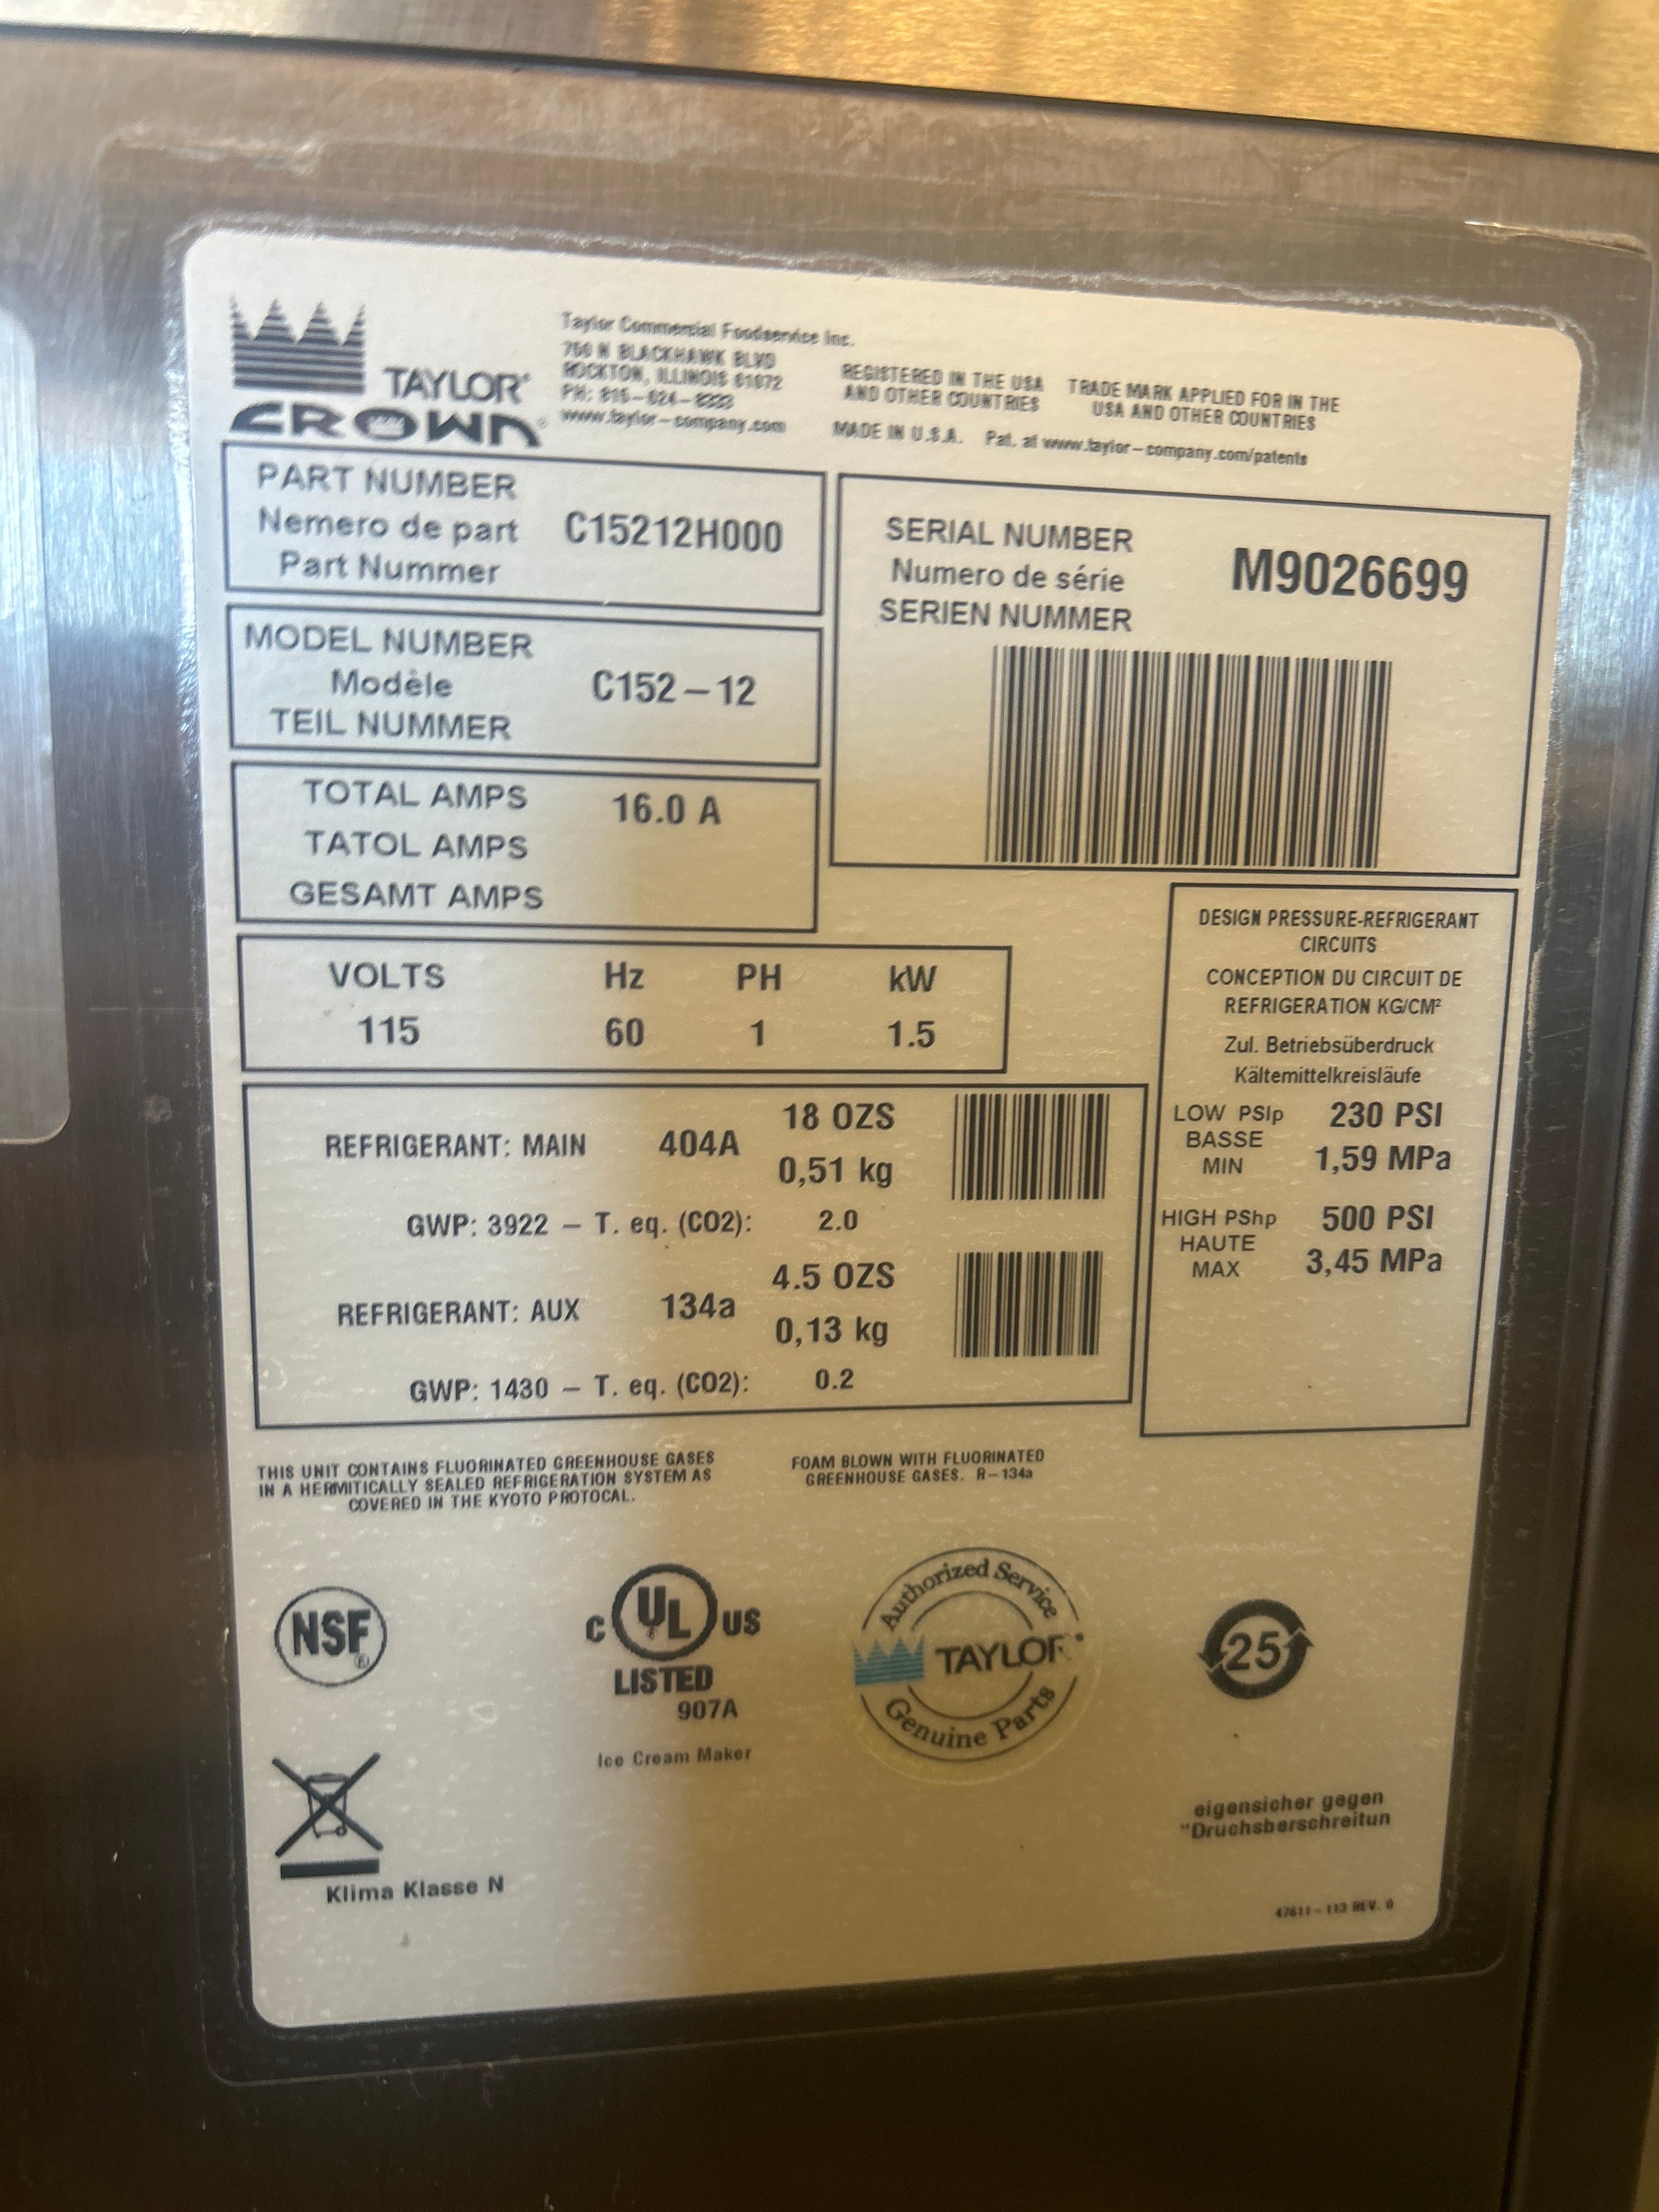 TAYLOR®
CROWN®
Taylor Commercial Foodservice Inc.
750 N BLACKHAWK BLVD
ROCKTON, ILLINOIS 61072
PH: 815-624-8333
www.taylor-company.com
REGISTERED IN THE USA
AND OTHER COUNTRIES
TRADE MARK APPLIED FOR IN THE
USA AND OTHER COUNTRIES
MADE IN U.S.A. Pat. at www.taylor-company.com/patents
PART NUMBER
Nemero de part C15212H000
Part Nummer
SERIAL NUMBER
Numero de série M9026699
SERIEN NUMMER
MODEL NUMBER
Modèle C152-12
TEIL NUMMER
TOTAL AMPS 16.0 A
TATOL AMPS
GESAMT AMPS
VOLTS Hz PH kW
115 60 1 1.5
REFRIGERANT: MAIN 404A 18 OZS
0,51 kg
GWP: 3922 - T. eq. (CO2): 2.0
REFRIGERANT: AUX 134a 4.5 OZS
0,13 kg
GWP: 1430 - T. eq. (CO2): 0.2
DESIGN PRESSURE-REFRIGERANT
CIRCUITS
CONCEPTION DU CIRCUIT DE
REFRIGERATION KG/CM²
Zul. Betriebsüberdruck
Kältemittelkreisläufe
LOW PSIp 230 PSI
BASSE
MIN 1,59 MPa
HIGH PShp 500 PSI
HAUTE
MAX 3,45 MPa
THIS UNIT CONTAINS FLUORINATED GREENHOUSE GASES
IN A HERMITICALLY SEALED REFRIGERATION SYSTEM AS
COVERED IN THE KYOTO PROTOCAL.
FOAM BLOWN WITH FLUORINATED
GREENHOUSE GASES. R-134a
NSF®
C UL® US
LISTED
907A
Ice Cream Maker
Authorized Service
TAYLOR®
Genuine Parts
25
Klima Klasse N
eigensicher gegen
"Druchsberschreitun
47611-113 REV. 0